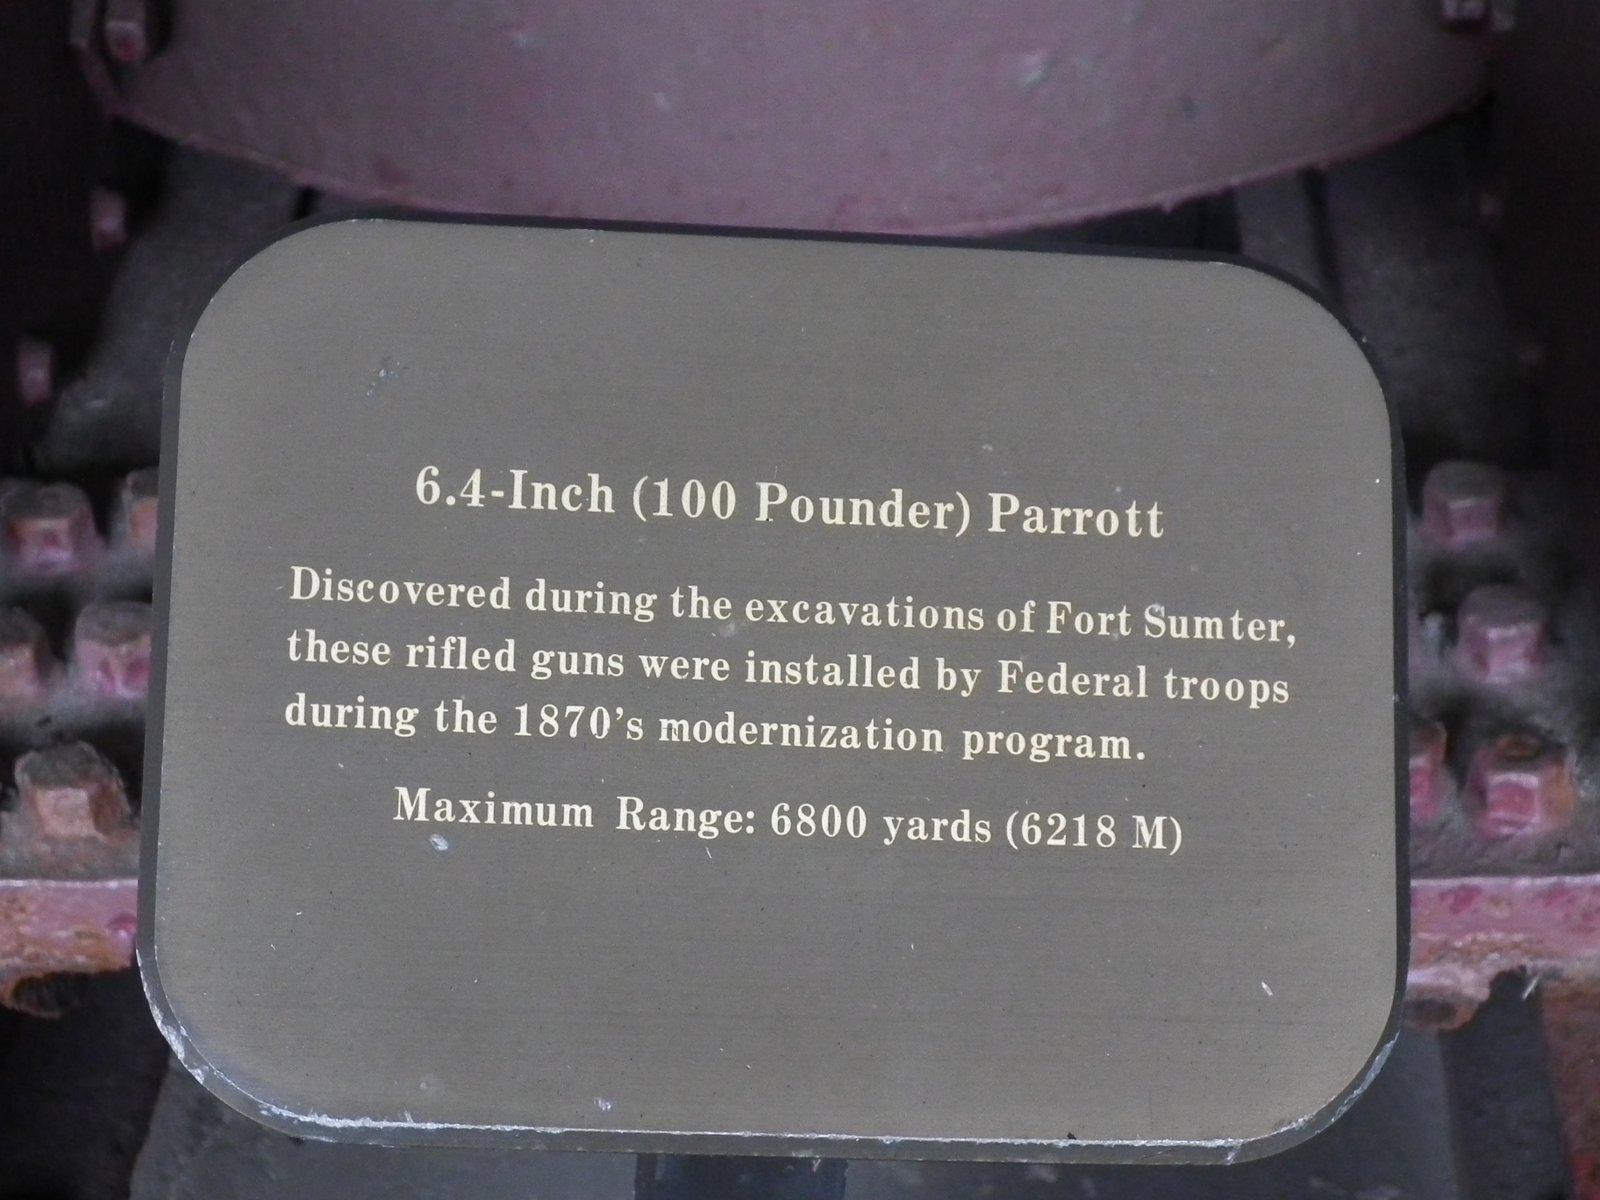 6.4-Inch (100 Pounder) Parrott
Discovered during the excavations of Fort Sumter,
these rifled guns were installed by Federal troops
during the 1870's modernization program.
Maximum Range: 6800 yards (6218 M)